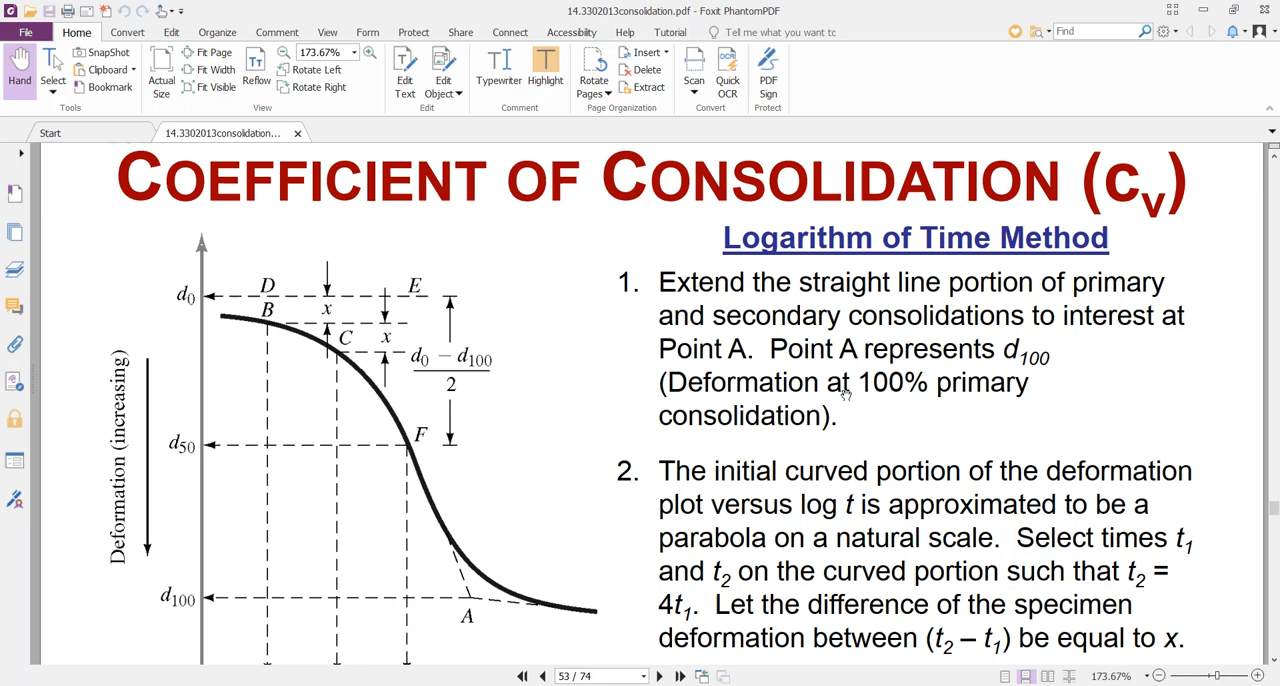 14.3302013consolidation.pdf - Foxit PhantomPDF
File Home Convert Edit Organize Comment View Form Protect Share Connect Accessibility Help Tutorial Tell me what you want to Find
Hand
Select
SnapShot
Clipboard
Bookmark
Tools
Actual Size
Fit Page
Fit Width
Fit Visible
Reflow
173.67%
Rotate Left
Rotate Right
View
Edit Text
Edit Object
Edit
Typewriter
Highlight
Comment
Rotate Pages
Insert
Delete
Extract
Page Organization
Scan
Quick OCR
Convert
PDF Sign
Protect
Start 14.3302013consolidation...
COEFFICIENT OF CONSOLIDATION (cv)
Logarithm of Time Method
1. Extend the straight line portion of primary
and secondary consolidations to interest at
Point A. Point A represents d100
(Deformation at 100% primary
consolidation).
2. The initial curved portion of the deformation
plot versus log t is approximated to be a
parabola on a natural scale. Select times t1
and t2 on the curved portion such that t2 =
4t1. Let the difference of the specimen
deformation between (t2 – t1) be equal to x.
Deformation (increasing)
d0
D
E
B
x
C
x
d0 − d100
2
d50
F
d100
A
53 / 74
173.67%